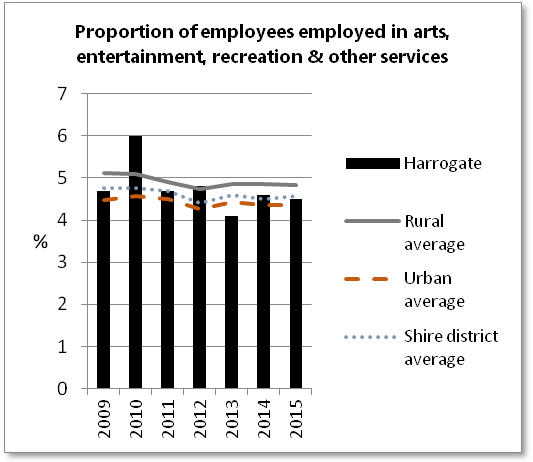 Proportion of employees employed in arts,
entertainment, recreation & other services
7
6
5
4
3
2
1
0
%
2009
2010
2011
2012
2013
2014
2015
Harrogate
Rural
average
Urban
average
Shire district
average